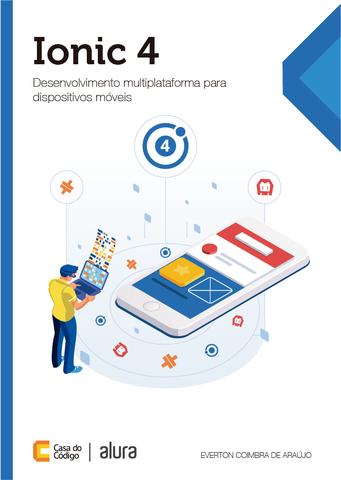 Ionic 4
Desenvolvimento multiplataforma para
dispositivos móveis
4
Casa do
Código
alura
EVERTON COIMBRA DE ARAÚJO